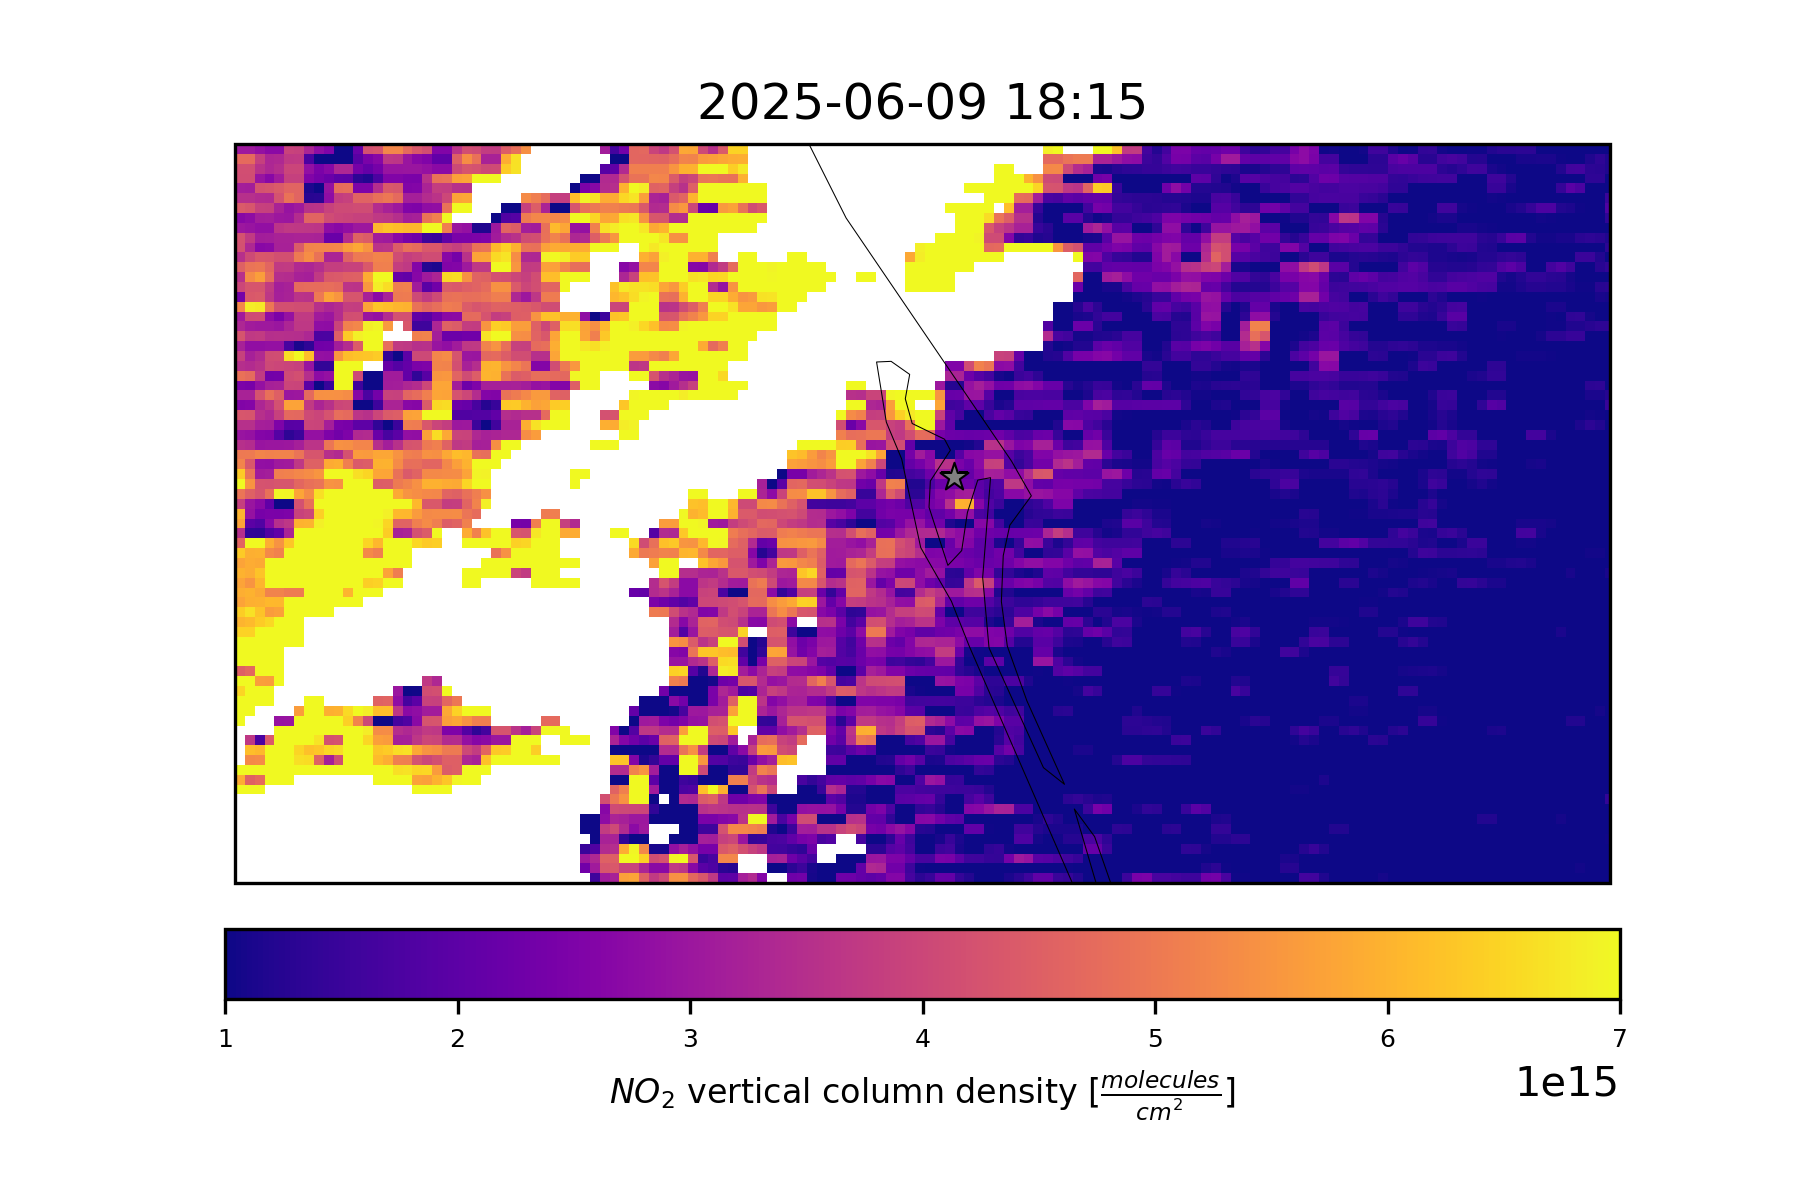 2025-06-09 18:15
1 2 3 4 5 6 7
1e15
NO₂ vertical column density [molecules/cm²]